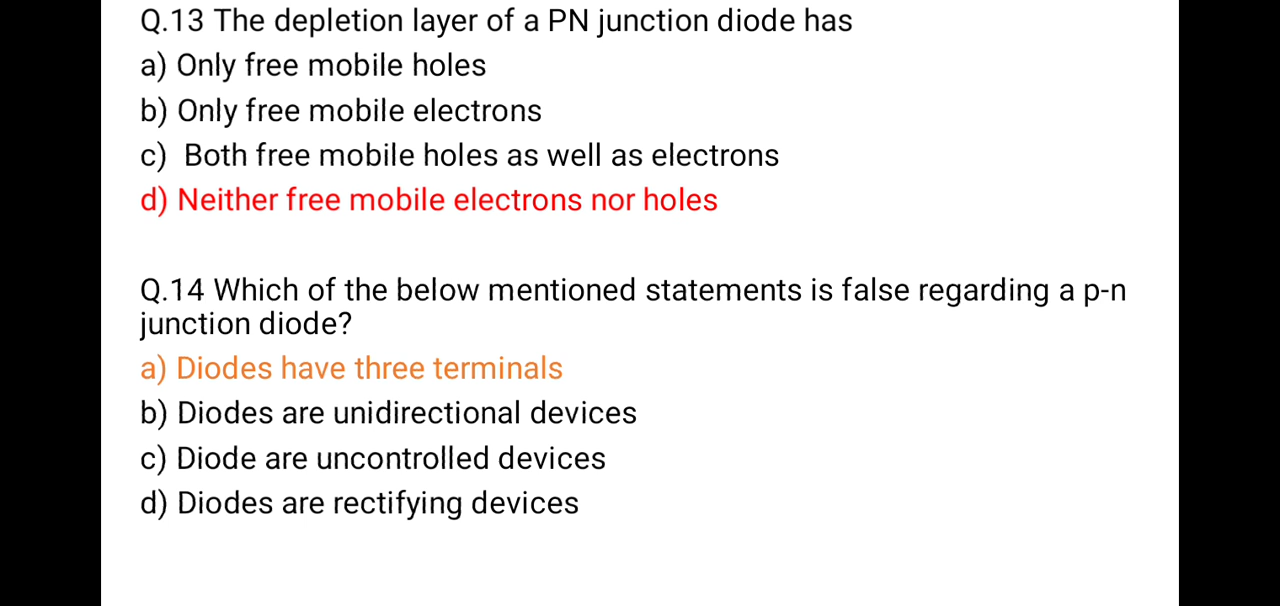 Q.13 The depletion layer of a PN junction diode has
a) Only free mobile holes
b) Only free mobile electrons
c) Both free mobile holes as well as electrons
d) Neither free mobile electrons nor holes
Q.14 Which of the below mentioned statements is false regarding a p-n
junction diode?
a) Diodes have three terminals
b) Diodes are unidirectional devices
c) Diode are uncontrolled devices
d) Diodes are rectifying devices